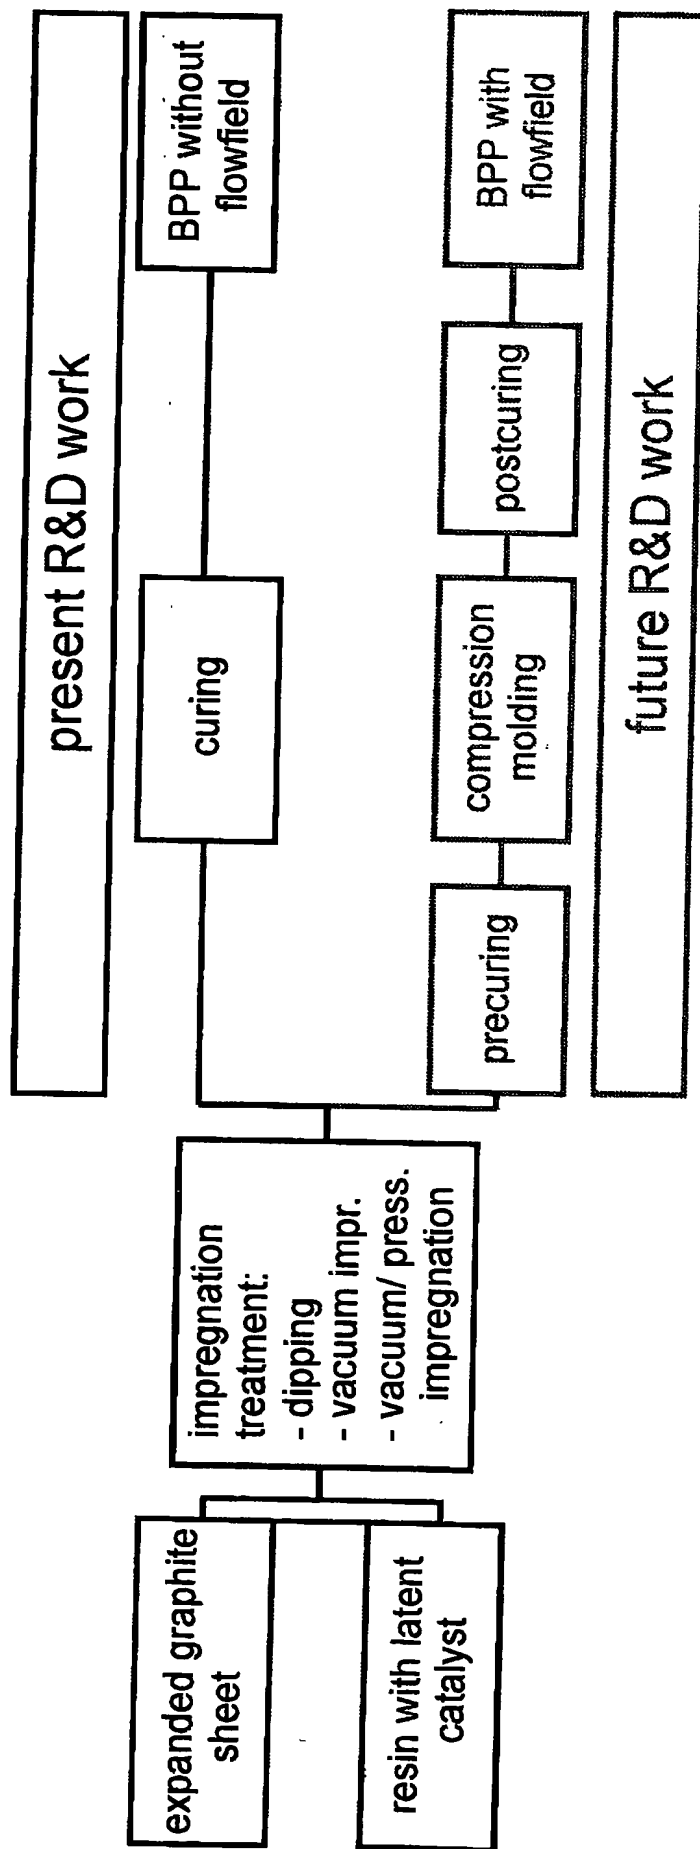 present R&D work
expanded graphite
sheet
resin with latent
catalyst
impregnation
treatment:
- dipping
- vacuum impr.
- vacuum/ press.
impregnation
curing
BPP without
flowfield
precuring
compression
molding
postcuring
BPP with
flowfield
future R&D work